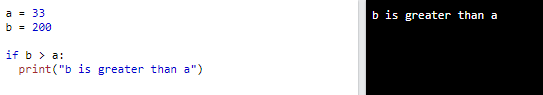 a = 33
b = 200
if b > a:
  print("b is greater than a")
b is greater than a